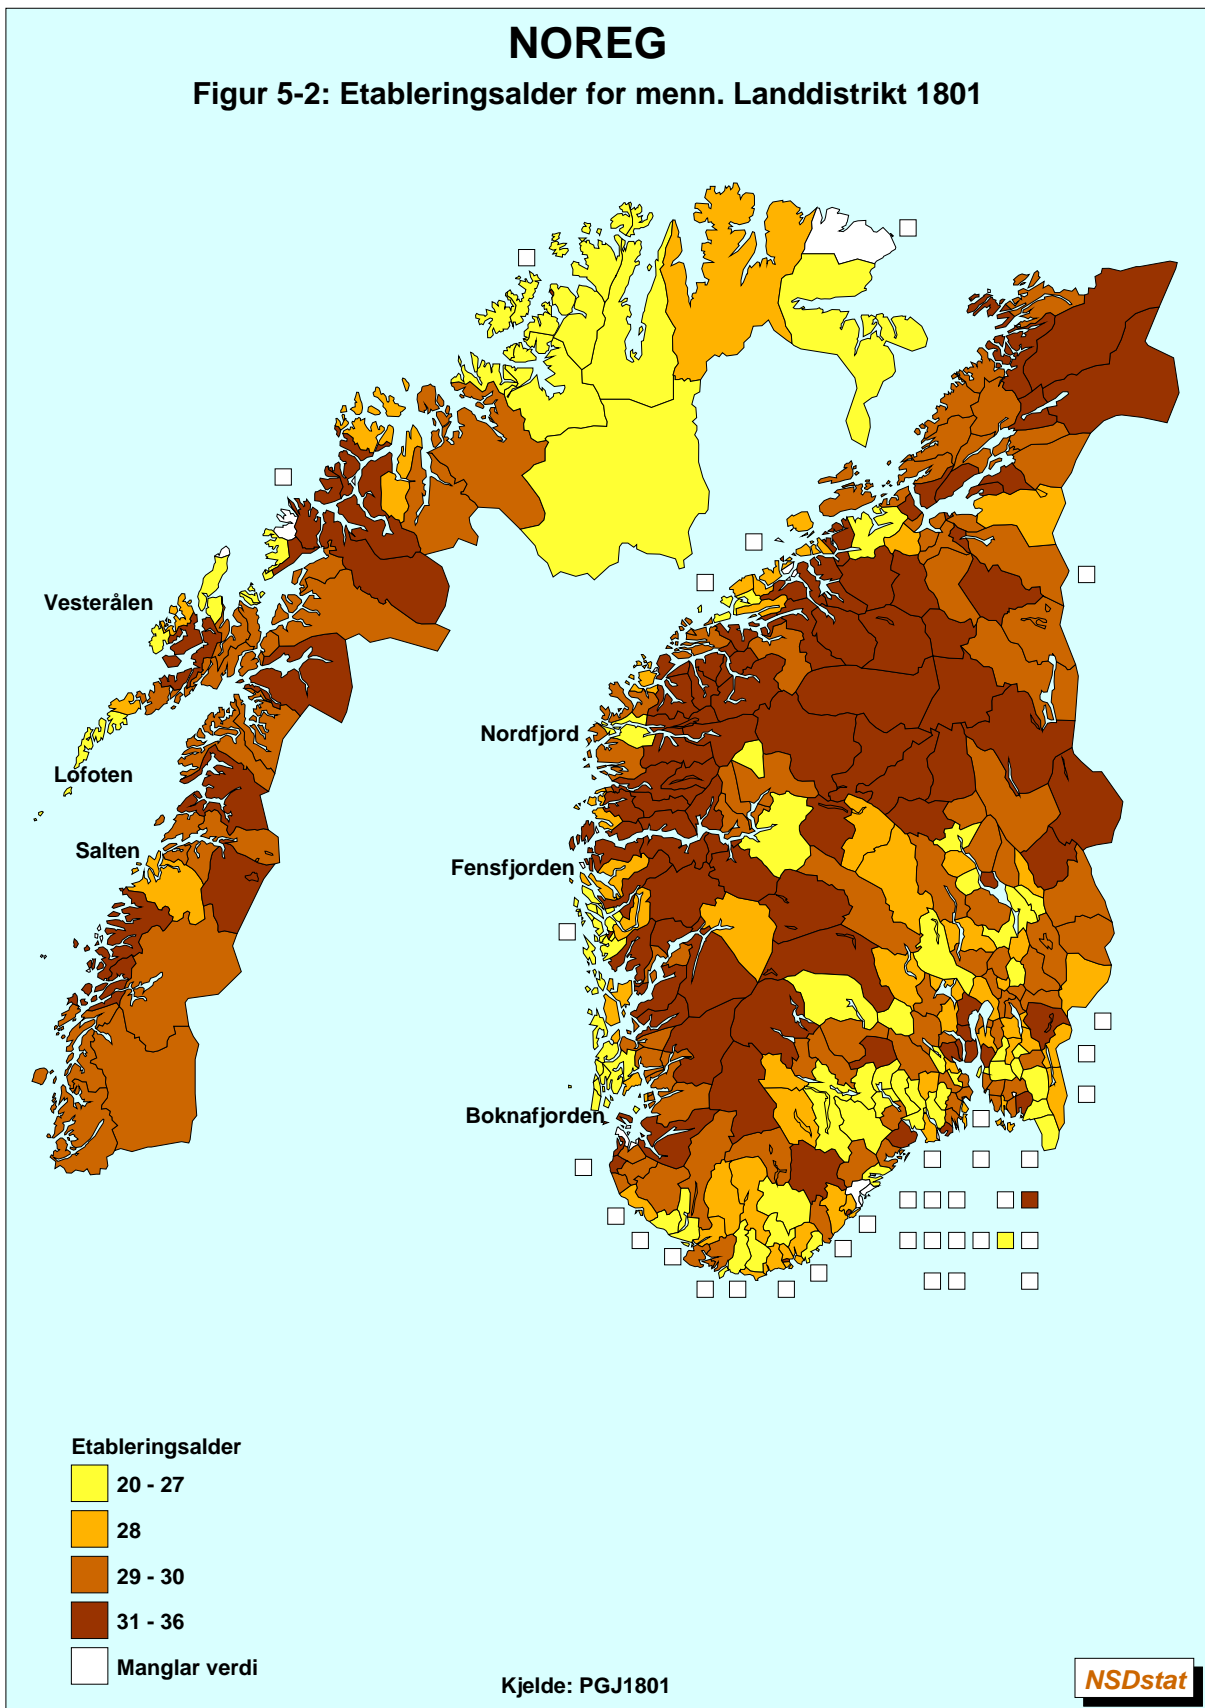 NOREG
Figur 5-2: Etableringsalder for menn. Landdistrikt 1801
Vesterålen
Lofoten
Salten
Nordfjord
Fensfjorden
Boknafjorden
Etableringsalder
20 - 27
28
29 - 30
31 - 36
Manglar verdi
Kjelde: PGJ1801
NSDstat